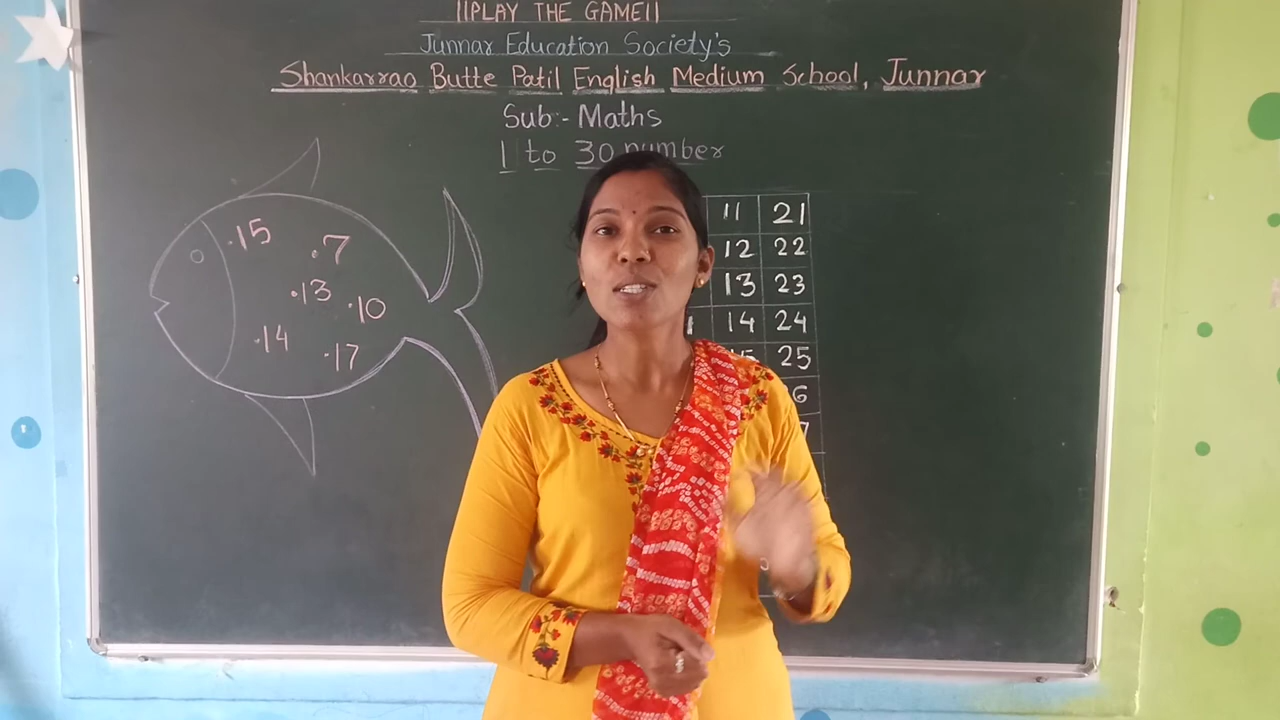 ||PLAY THE GAME||
Junnar Education Society's
Shankarrao Butte Patil English Medium School, Junnar
Sub:- Maths
1 to 30 number
.15 .7
.13 .10
.14 .17
11 21
12 22
13 23
14 24
15 25